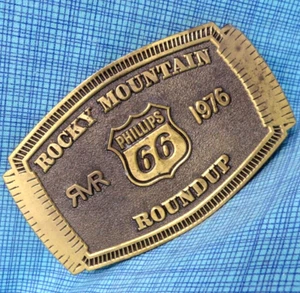 ROCKY MOUNTAIN
PHILLIPS
66
1976
RMR
ROUNDUP